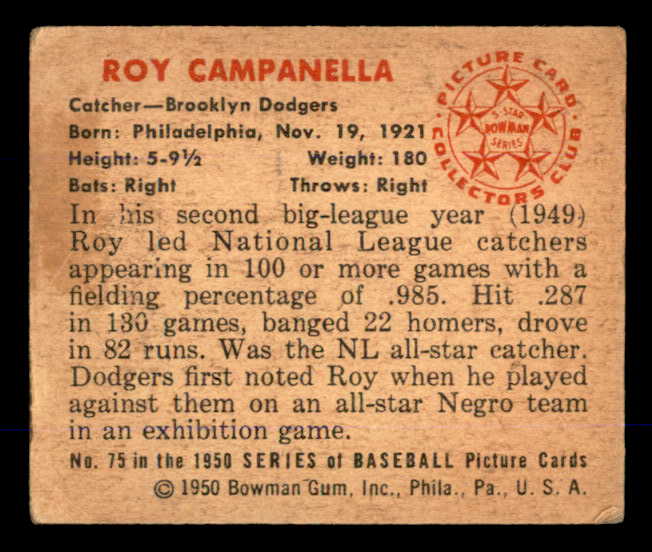 ROY CAMPANELLA
Catcher—Brooklyn Dodgers
Born: Philadelphia, Nov. 19, 1921
Height: 5-9½ Weight: 180
Bats: Right Throws: Right
PICTURE CARD
COLLECTORS CLUB
5-STAR
BOWMAN
SERIES
In his second big-league year (1949)
Roy led National League catchers
appearing in 100 or more games with a
fielding percentage of .985. Hit .287
in 130 games, banged 22 homers, drove
in 82 runs. Was the NL all-star catcher.
Dodgers first noted Roy when he played
against them on an all-star Negro team
in an exhibition game.
No. 75 in the 1950 SERIES of BASEBALL Picture Cards
© 1950 Bowman Gum, Inc., Phila., Pa., U. S. A.